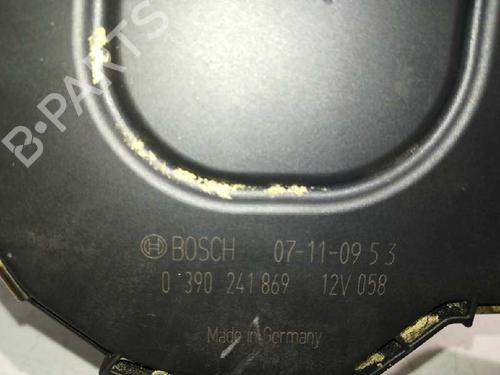 B-PARTS
BOSCH 07-11-09 5 3
0 390 241 869 12V 058
Made in Germany